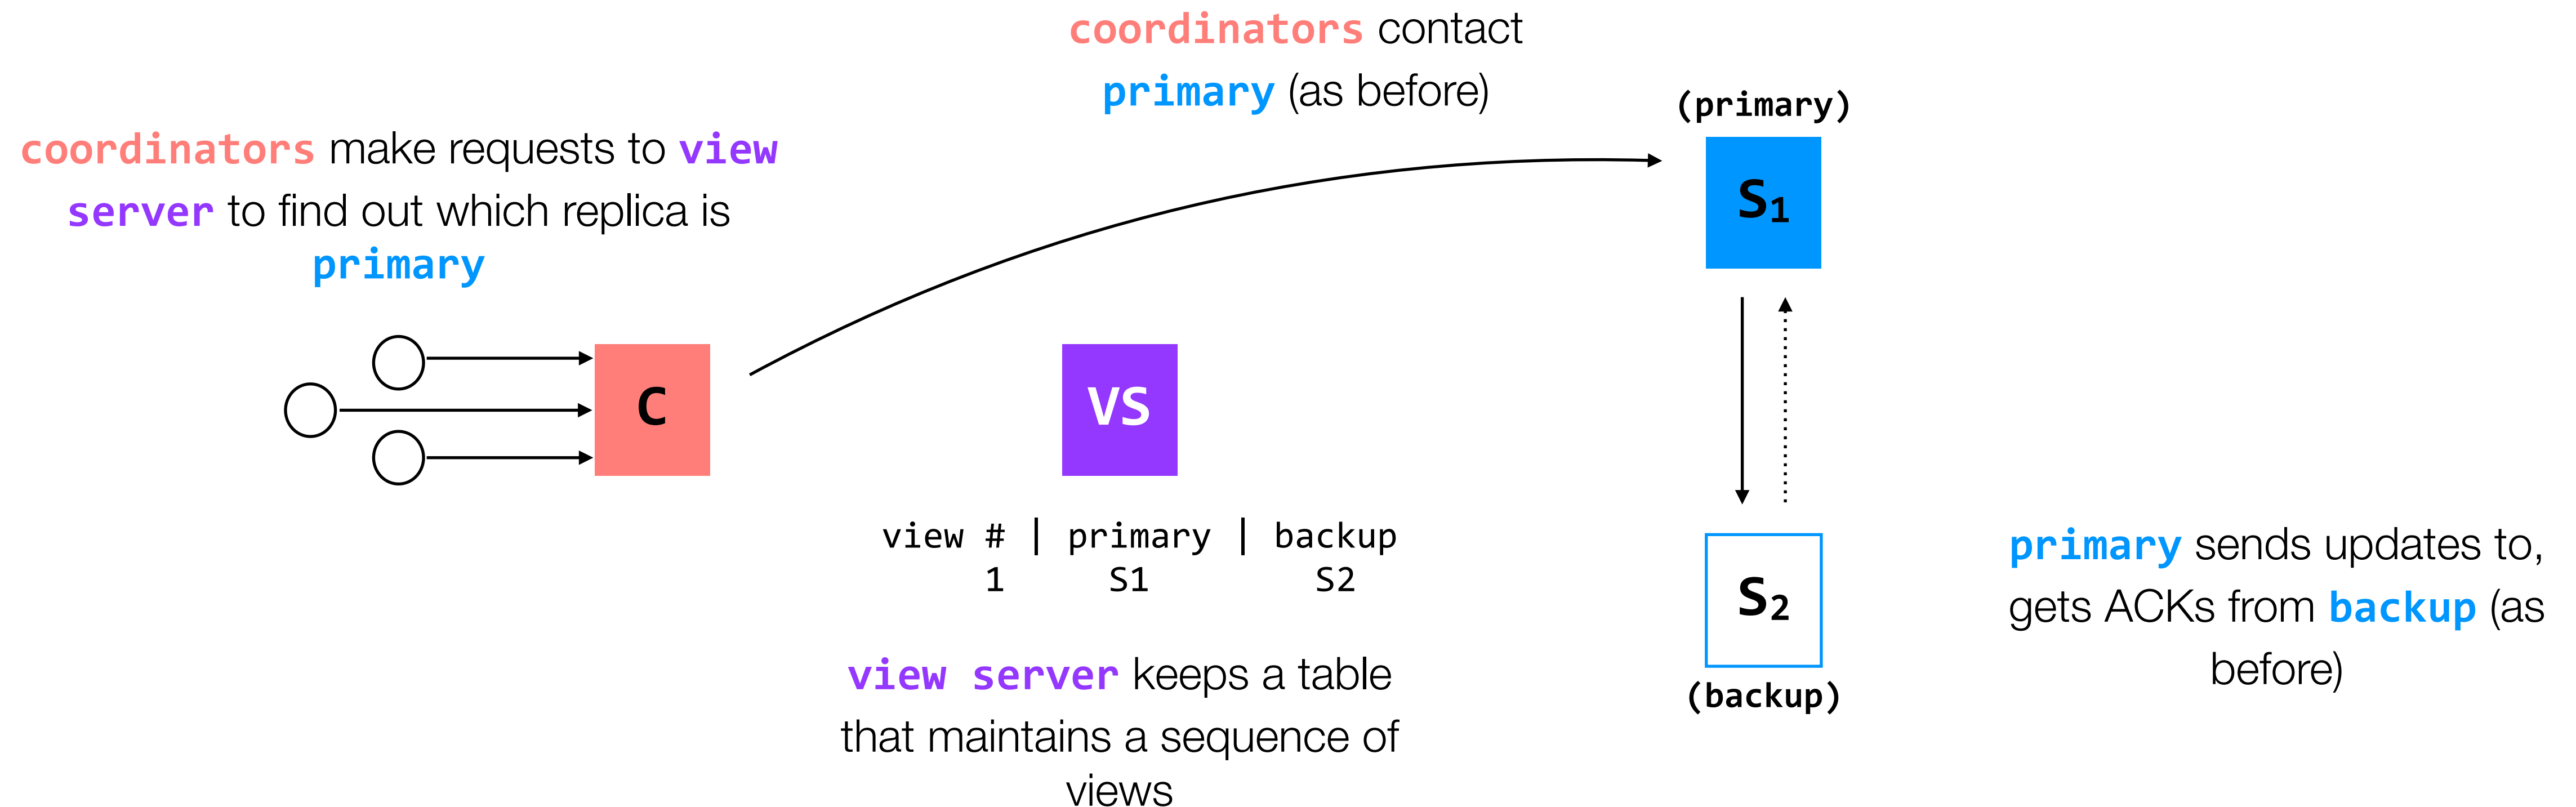 coordinators make requests to view
server to find out which replica is
primary
coordinators contact
primary (as before)
(primary)
S₁
C
VS
view # | primary | backup
1 S1 S2
view server keeps a table
that maintains a sequence of
views
S₂
(backup)
primary sends updates to,
gets ACKs from backup (as
before)